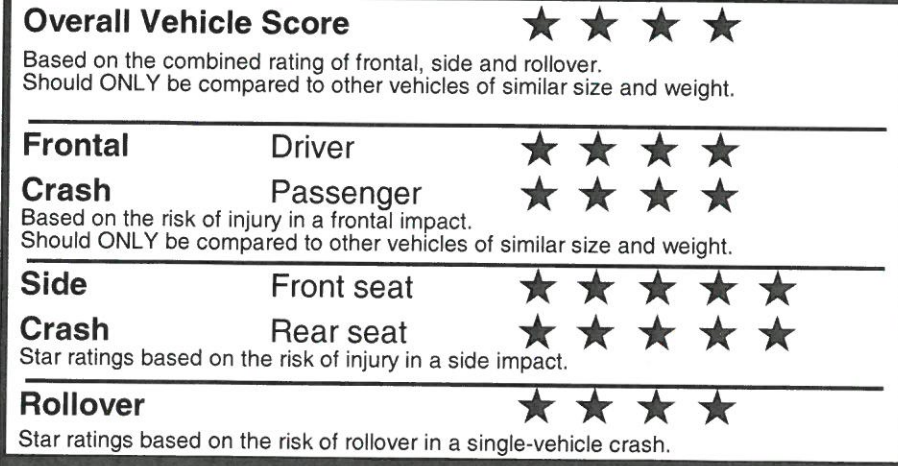 Overall Vehicle Score ★ ★ ★ ★
Based on the combined rating of frontal, side and rollover.
Should ONLY be compared to other vehicles of similar size and weight.
Frontal Driver ★ ★ ★ ★
Crash Passenger ★ ★ ★ ★
Based on the risk of injury in a frontal impact.
Should ONLY be compared to other vehicles of similar size and weight.
Side Front seat ★ ★ ★ ★ ★
Crash Rear seat ★ ★ ★ ★ ★
Star ratings based on the risk of injury in a side impact.
Rollover ★ ★ ★ ★
Star ratings based on the risk of rollover in a single-vehicle crash.